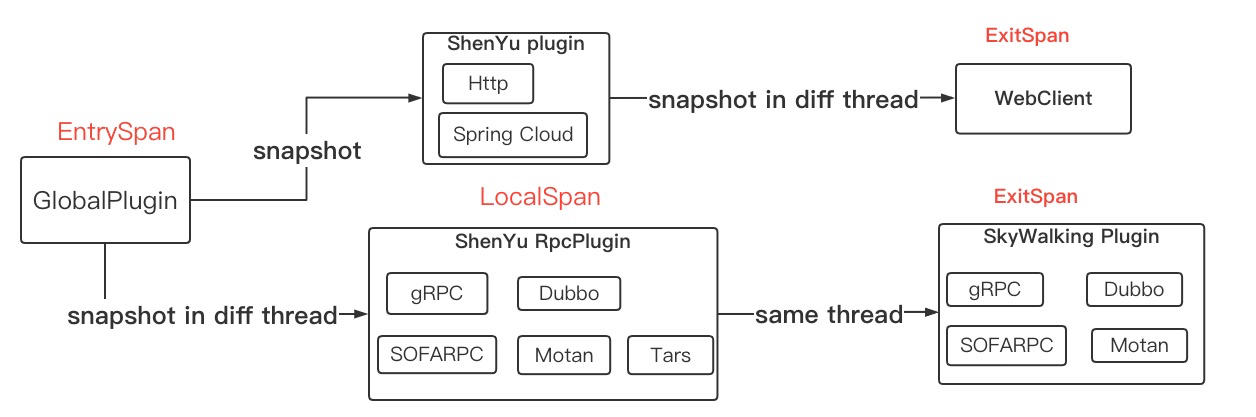 ExitSpan
ShenYu plugin
Http
Spring Cloud
snapshot in diff thread
WebClient
EntrySpan
GlobalPlugin
snapshot
LocalSpan
ExitSpan
ShenYu RpcPlugin
gRPC
Dubbo
SOFARPC
Motan
Tars
snapshot in diff thread
same thread
SkyWalking Plugin
gRPC
Dubbo
SOFARPC
Motan